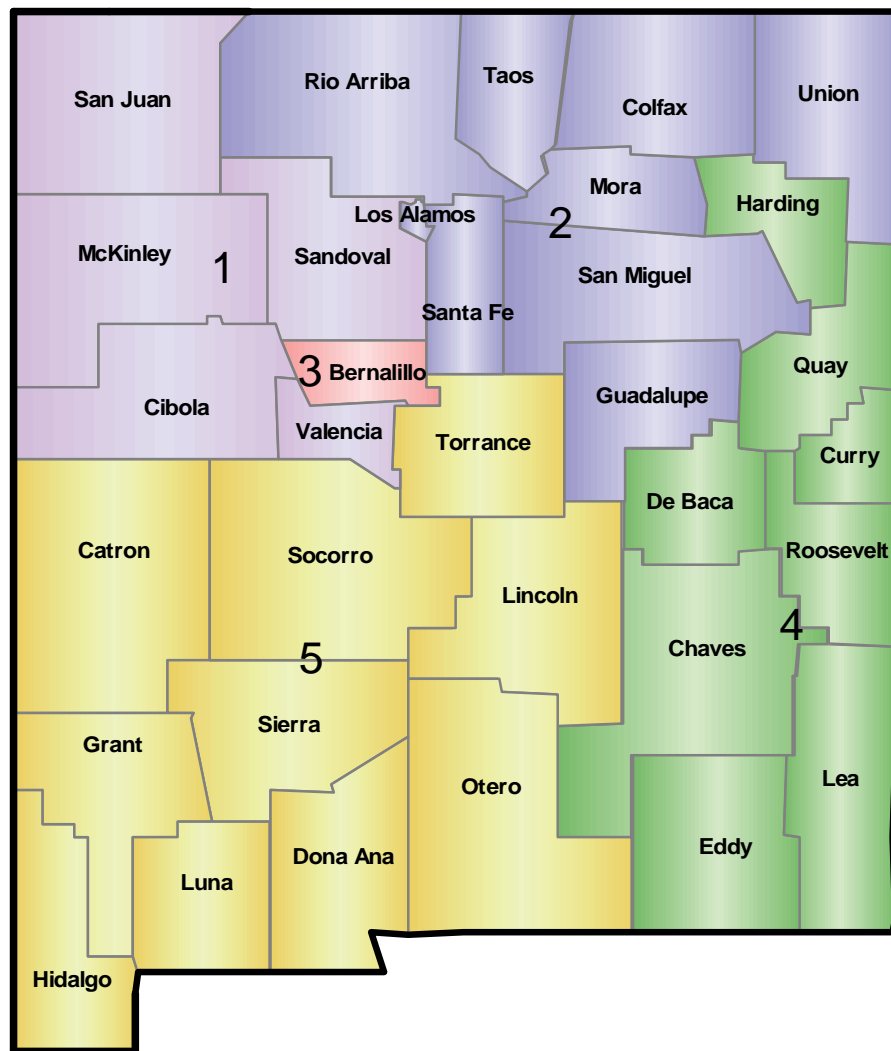 San Juan
Rio Arriba
Taos
Colfax
Union
Mora
Harding
Los Alamos
2
McKinley
1
Sandoval
San Miguel
Santa Fe
3
Bernalillo
Quay
Cibola
Valencia
Torrance
Guadalupe
Curry
De Baca
Catron
Socorro
Roosevelt
Lincoln
4
Chaves
5
Sierra
Grant
Otero
Lea
Dona Ana
Eddy
Luna
Hidalgo